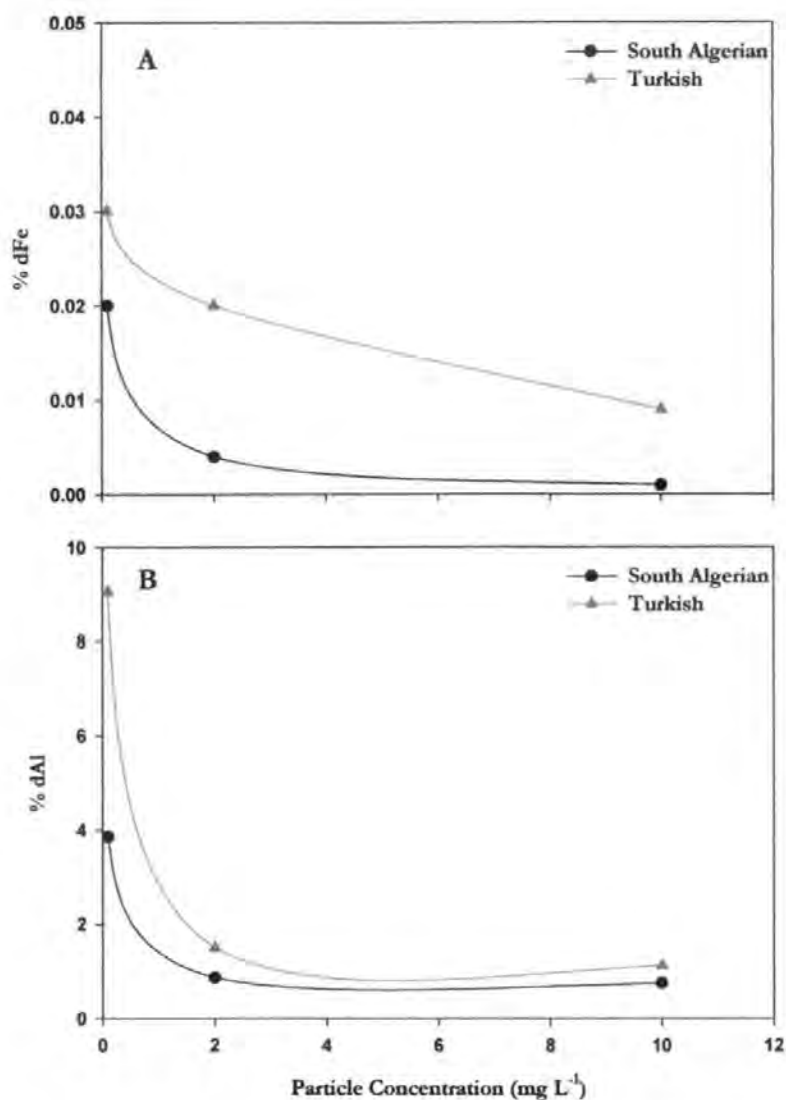 0.05
A
South Algerian
Turkish
0.04
0.03
% dFe
0.02
0.01
0.00
10
B
South Algerian
Turkish
8
6
% dAl
4
2
0
0 2 4 6 8 10 12
Particle Concentration (mg L⁻¹)